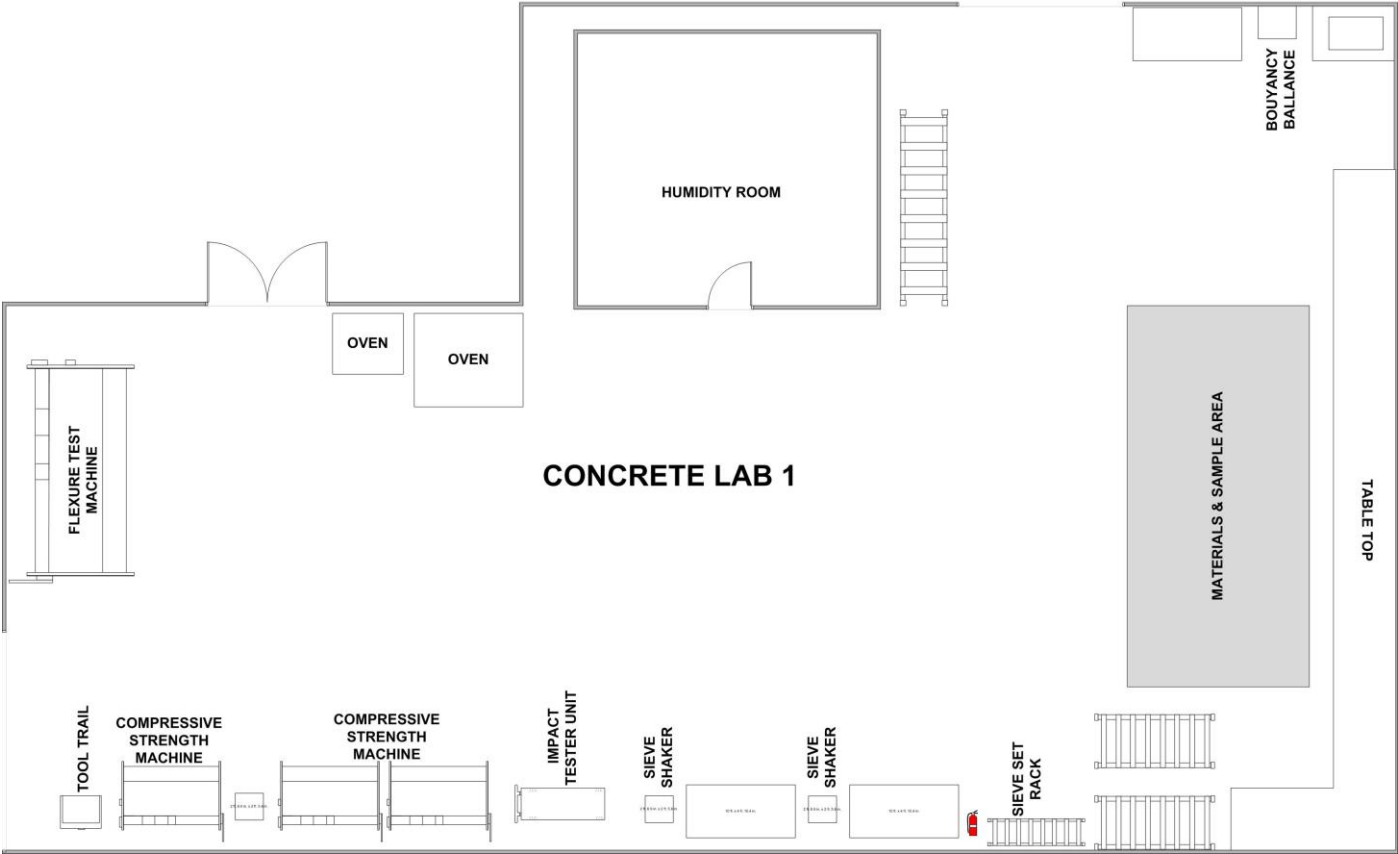 BOUYANCY
BALLANCE
HUMIDITY ROOM
OVEN
OVEN
FLEXURE TEST
MACHINE
CONCRETE LAB 1
MATERIALS & SAMPLE AREA
TABLE TOP
TOOL TRAIL
COMPRESSIVE
STRENGTH
MACHINE
COMPRESSIVE
STRENGTH
MACHINE
IMPACT
TESTER UNIT
SIEVE
SHAKER
SIEVE
SHAKER
SIEVE SET
RACK